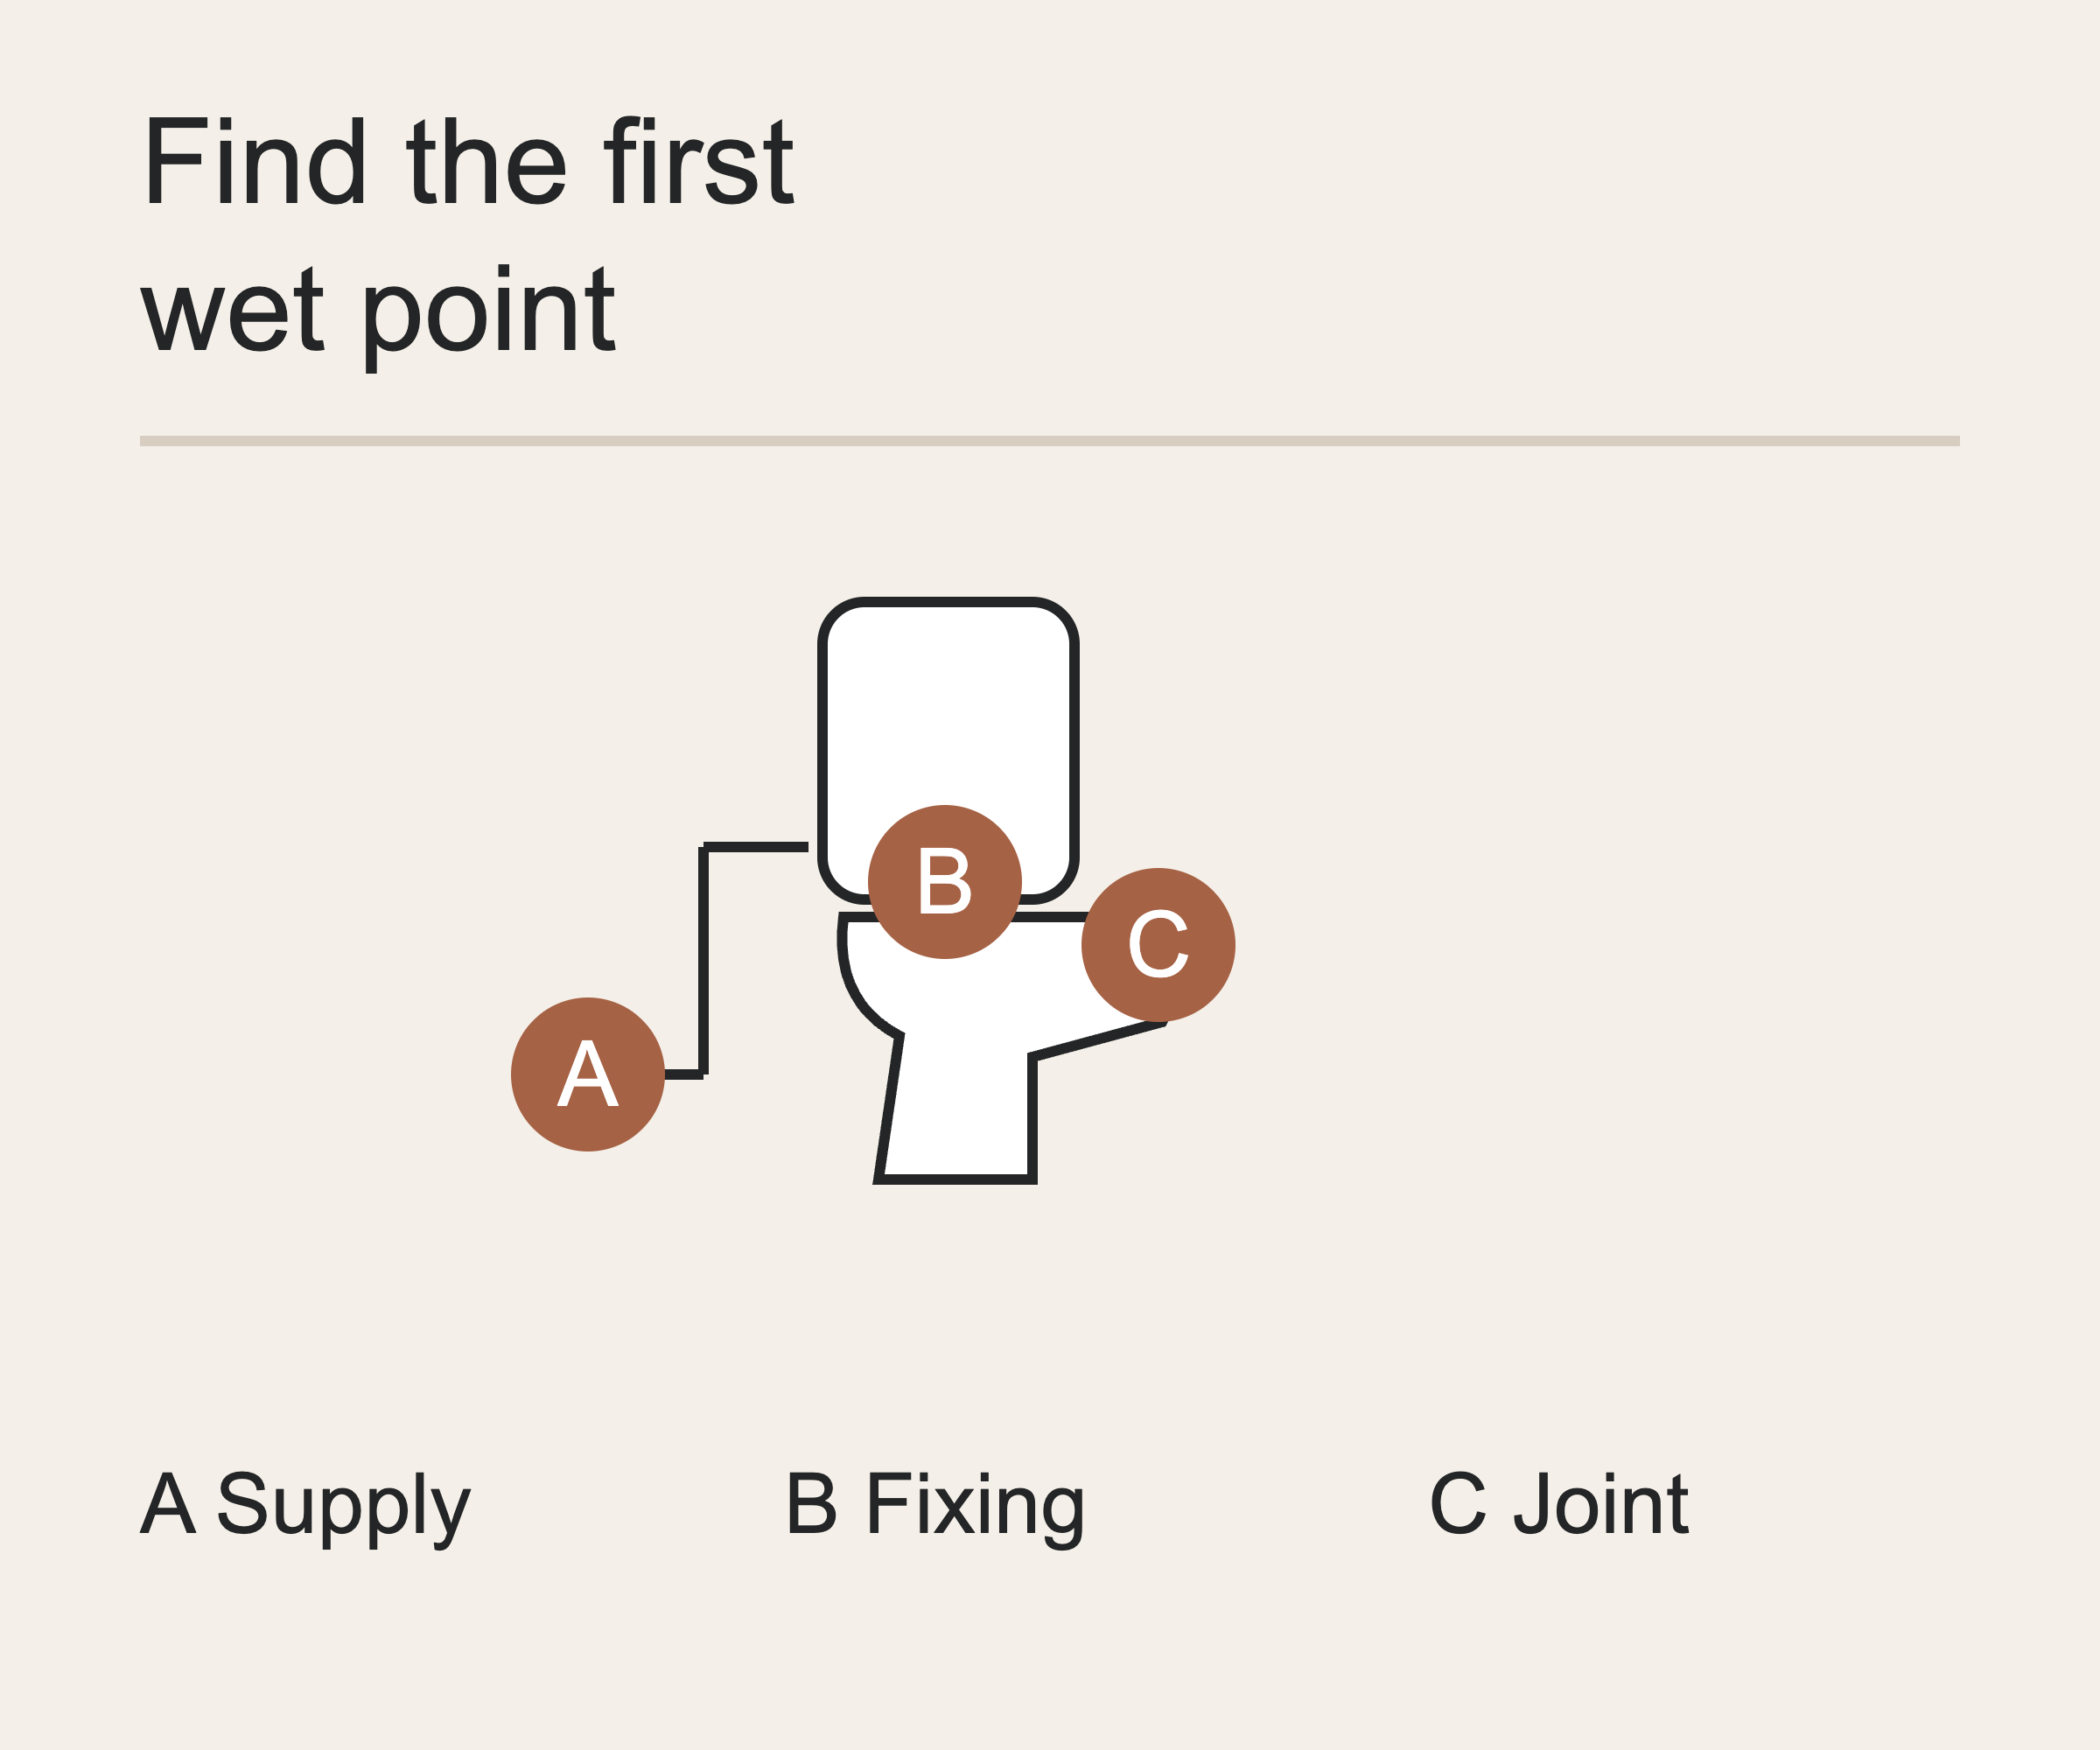 Find the first
wet point
B
C
A
A Supply
B Fixing
C Joint